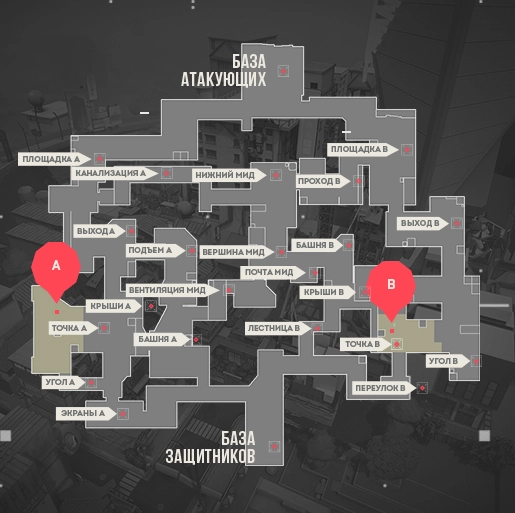 БАЗА
АТАКУЮЩИХ
ПЛОЩАДКА B
ПЛОЩАДКА A
КАНАЛИЗАЦИЯ A
НИЖНИЙ МИД
ПРОХОД B
ВЫХОД B
ВЫХОД A
ПОДЪЕМ A
ВЕРШИНА МИД
БАШНЯ B
A
ПОЧТА МИД
B
ВЕНТИЛЯЦИЯ МИД
КРЫШИ B
КРЫШИ A
ТОЧКА A
ЛЕСТНИЦА B
БАШНЯ A
ТОЧКА B
УГОЛ B
УГОЛ A
ПЕРЕУЛОК B
ЭКРАНЫ A
БАЗА
ЗАЩИТНИКОВ